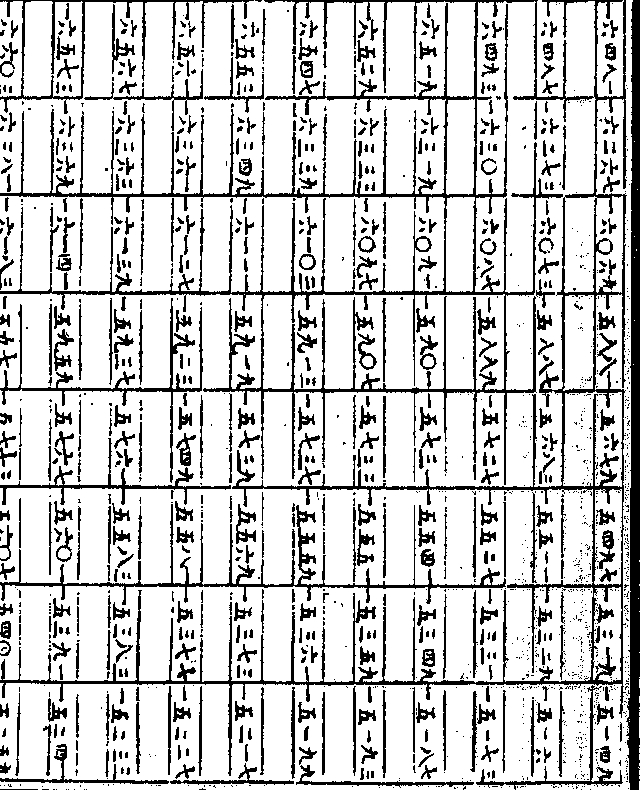 一六四八一 一六二六七 一六〇六九 一五八八一 一五六七九 一五四九七 一五三一九 一五一四九
一六四八七 一六二七三 一六〇七三 一五八八七 一五六八三 一五五一一 一五三二九 一五一六一
一六四九三 一六三〇一 一六〇八七 一五八八九 一五七二七 一五五二七 一五三三一 一五一七三
一六五一九 一六三一九 一六〇九一 一五九〇一 一五七三一 一五五四一 一五三四九 一五一八七
一六五二九 一六三三三 一六〇九七 一五九〇七 一五七三三 一五五五一 一五三五九 一五一九三
一六五四七 一六三三九 一六一〇三 一五九一三 一五七三七 一五五五九 一五三六一 一五一九九
一六五五三 一六三四九 一六一一一 一五九一九 一五七三九 一五五六九 一五三七三 一五二一七
一六五六一 一六三六一 一六一二七 一五九二三 一五七四九 一五五八一 一五三七七 一五二二七
一六五六七 一六三六三 一六一三九 一五九三七 一五七六一 一五五八三 一五三八三 一五二三三
一六五七三 一六三六九 一六一四一 一五九五九 一五七六七 一五六〇一 一五三九一 一五二四一
一六六〇三 一六三八一 一六一八三 一五九七一 一五七七三 一五六〇七 一五四〇一 一五二五九